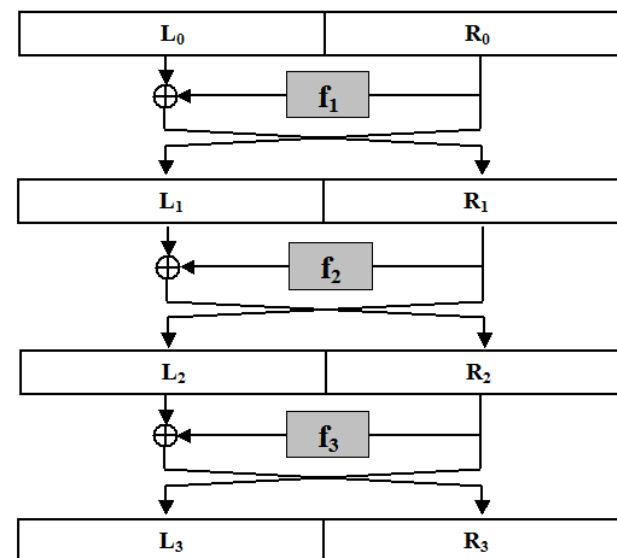 L₀ R₀
f₁
L₁ R₁
f₂
L₂ R₂
f₃
L₃ R₃